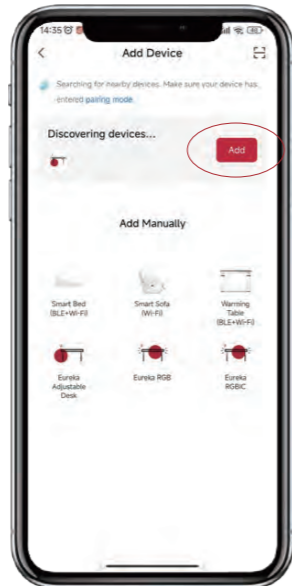 14:35
Add Device
Searching for nearby devices. Make sure your device has
entered pairing mode.
Discovering devices...
Add
Add Manually
Smart Bed
(BLE+Wi-Fi)
Smart Sofa
(Wi-Fi)
Warming
Table
(BLE+Wi-Fi)
Eureka
Adjustable
Desk
Eureka RGB
Eureka
RGBIC